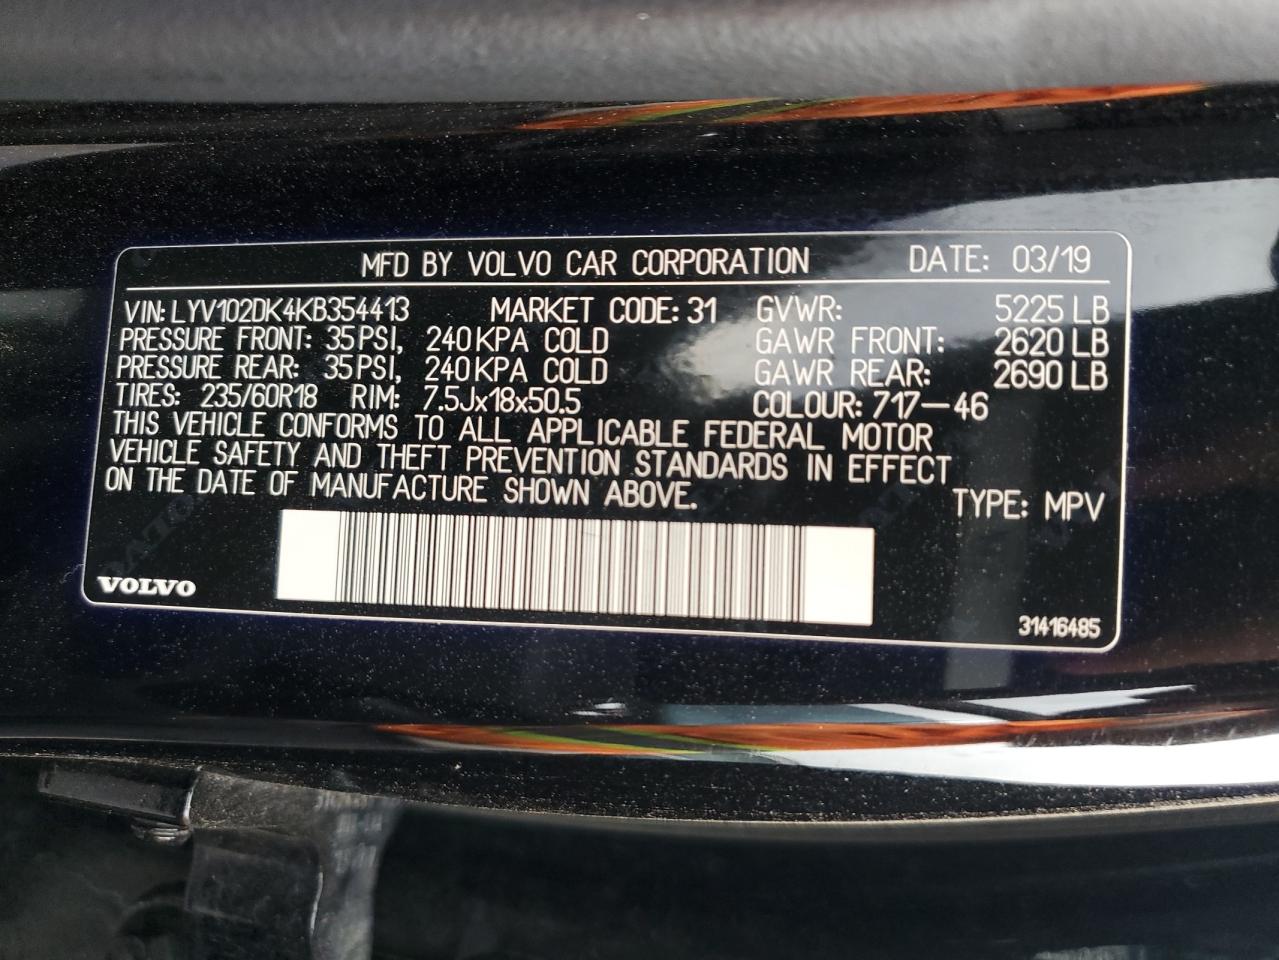 MFD BY VOLVO CAR CORPORATION DATE: 03/19
VIN: LYV102DK4KB354413 MARKET CODE: 31 GVWR: 5225 LB
PRESSURE FRONT: 35 PSI, 240 KPA COLD GAWR FRONT: 2620 LB
PRESSURE REAR: 35 PSI, 240 KPA COLD GAWR REAR: 2690 LB
TIRES: 235/60R18 RIM: 7.5Jx18x50.5 COLOUR: 717-46
THIS VEHICLE CONFORMS TO ALL APPLICABLE FEDERAL MOTOR
VEHICLE SAFETY AND THEFT PREVENTION STANDARDS IN EFFECT
ON THE DATE OF MANUFACTURE SHOWN ABOVE.
TYPE: MPV
VOLVO
31416485